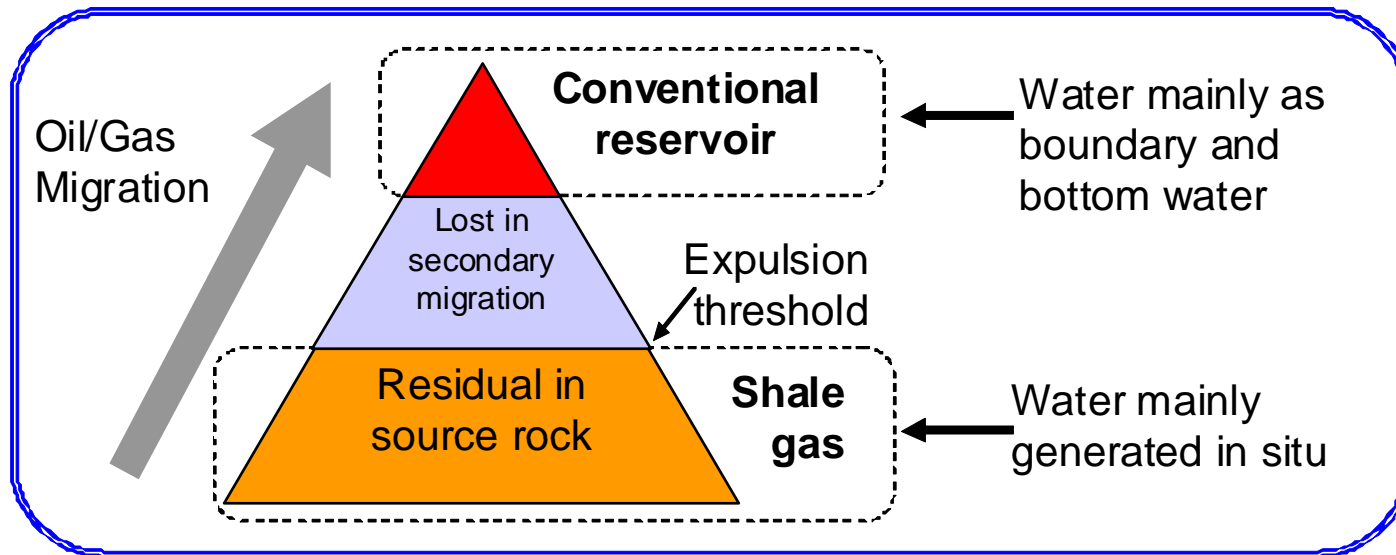 Conventional
reservoir
Water mainly as
boundary and
bottom water
Oil/Gas
Migration
Lost in
secondary
migration
Expulsion
threshold
Residual in
source rock
Shale
gas
Water mainly
generated in situ